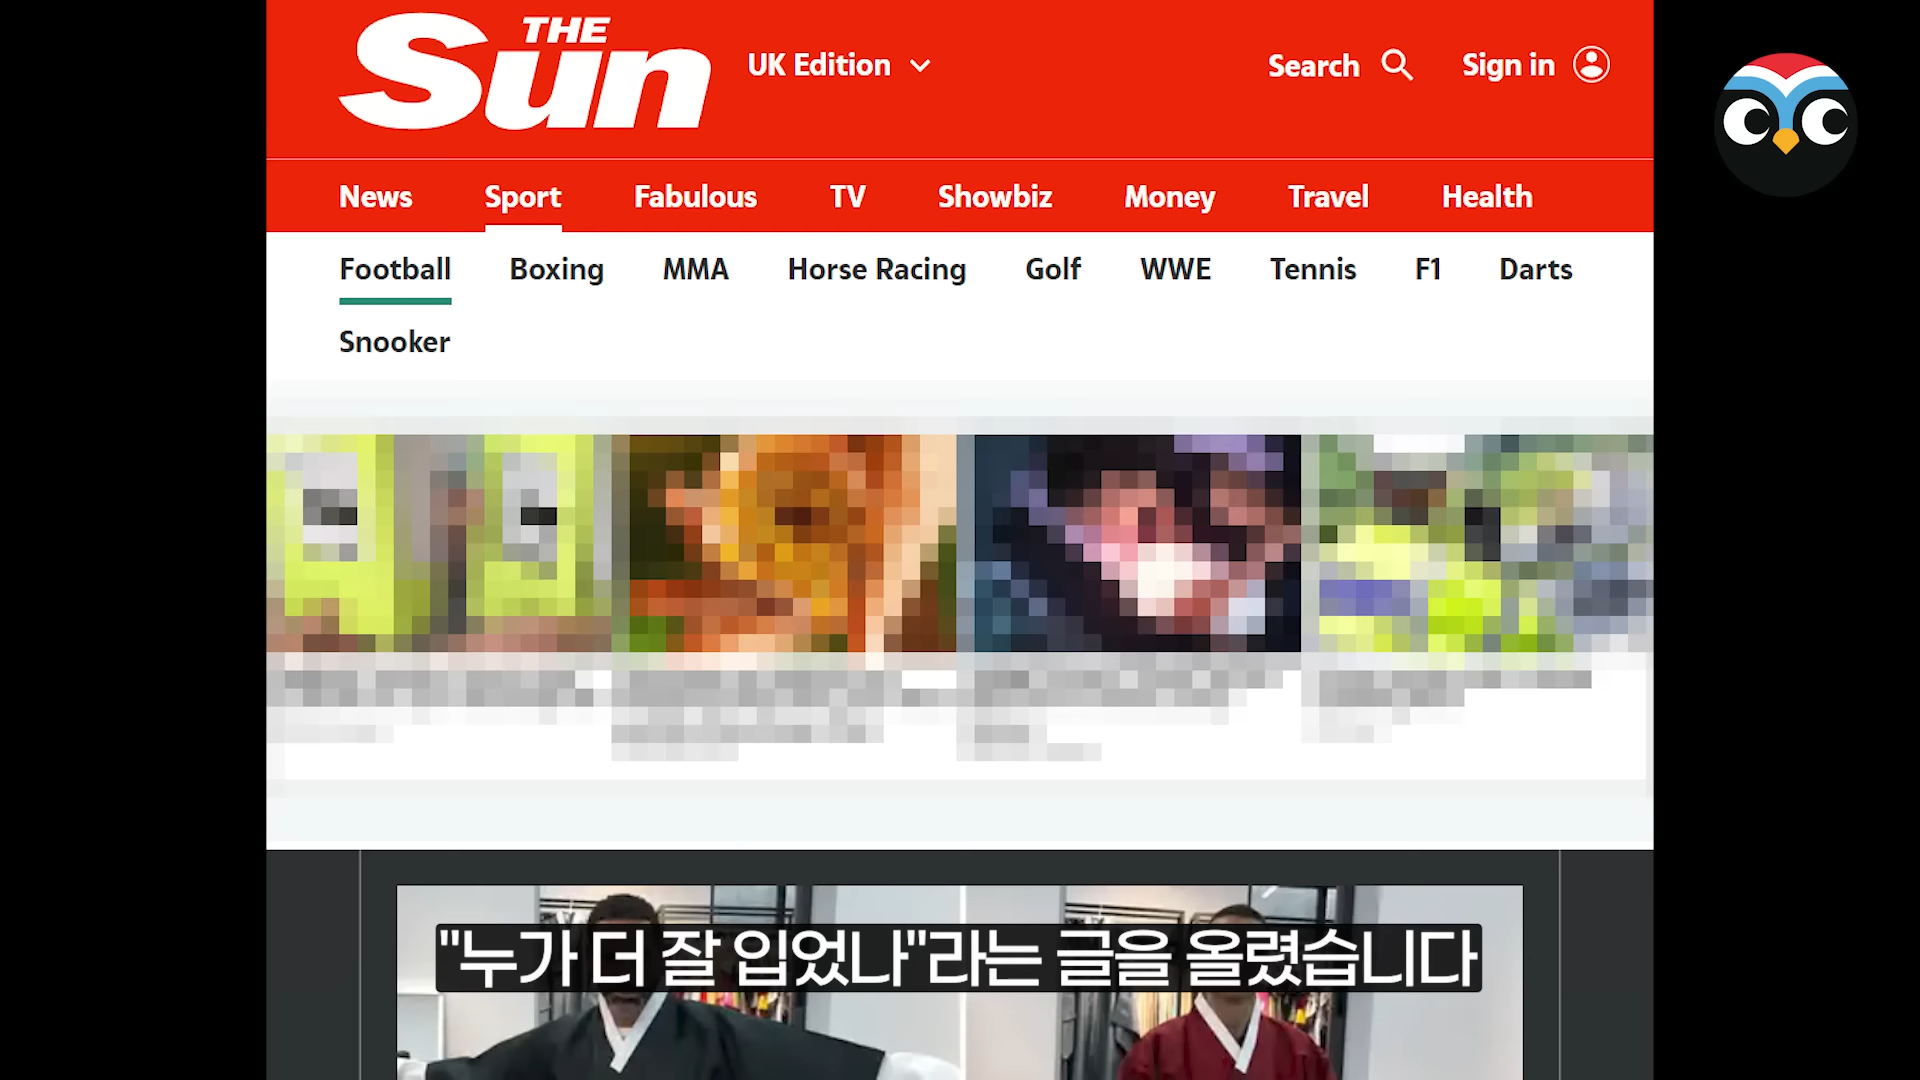 THE
Sun
UK Edition
Search
Sign in
News Sport Fabulous TV Showbiz Money Travel Health
Football Boxing MMA Horse Racing Golf WWE Tennis F1 Darts
Snooker
"누가 더 잘 입었나"라는 글을 올렸습니다